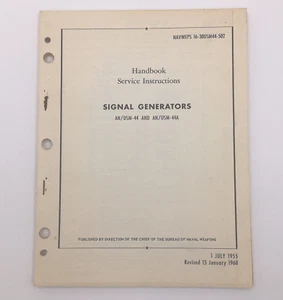 NAVWEPS 16-30USM44-502
Handbook
Service Instructions
SIGNAL GENERATORS
AN/USM-44 AND AN/USM-44A
PUBLISHED BY DIRECTION OF THE CHIEF OF THE BUREAU OF NAVAL WEAPONS
1 JULY 1955
Revised 15 January 1960